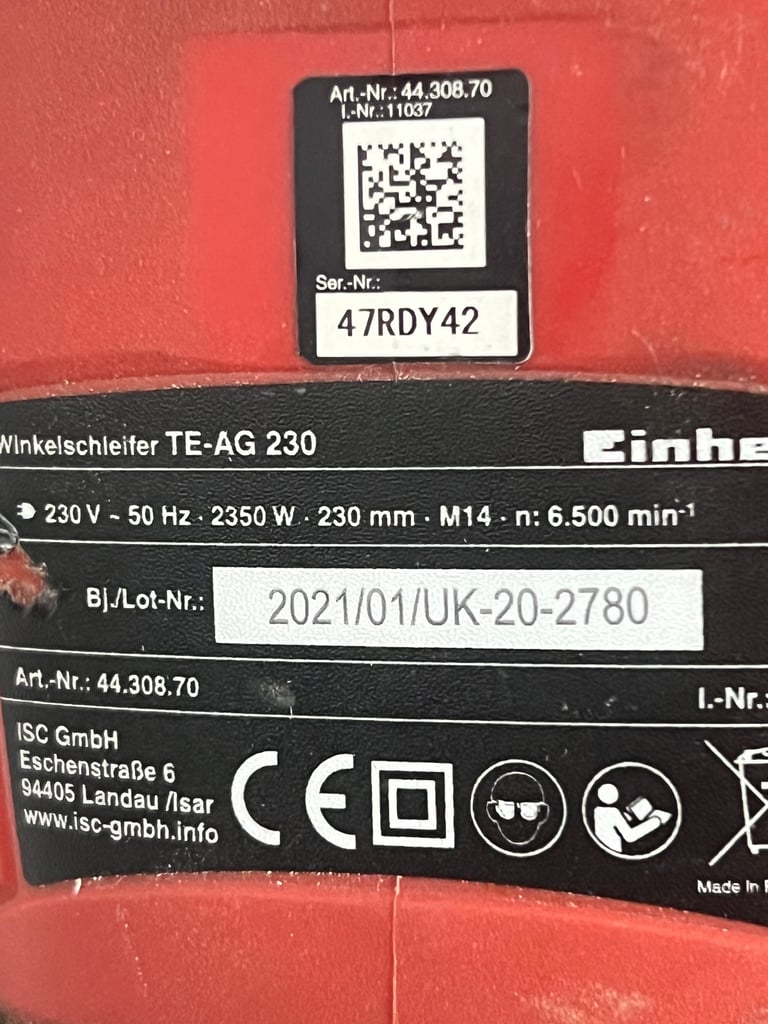 Art.-Nr.: 44.308.70
I.-Nr.: 11037
Ser.-Nr.:
47RDY42
Winkelschleifer TE-AG 230
Einhe
230 V ~ 50 Hz · 2350 W · 230 mm · M14 · n: 6.500 min⁻¹
Bj./Lot-Nr.: 2021/01/UK-20-2780
Art.-Nr.: 44.308.70
I.-Nr.:
ISC GmbH
Eschenstraße 6
94405 Landau /Isar
www.isc-gmbh.info
CE
Made in